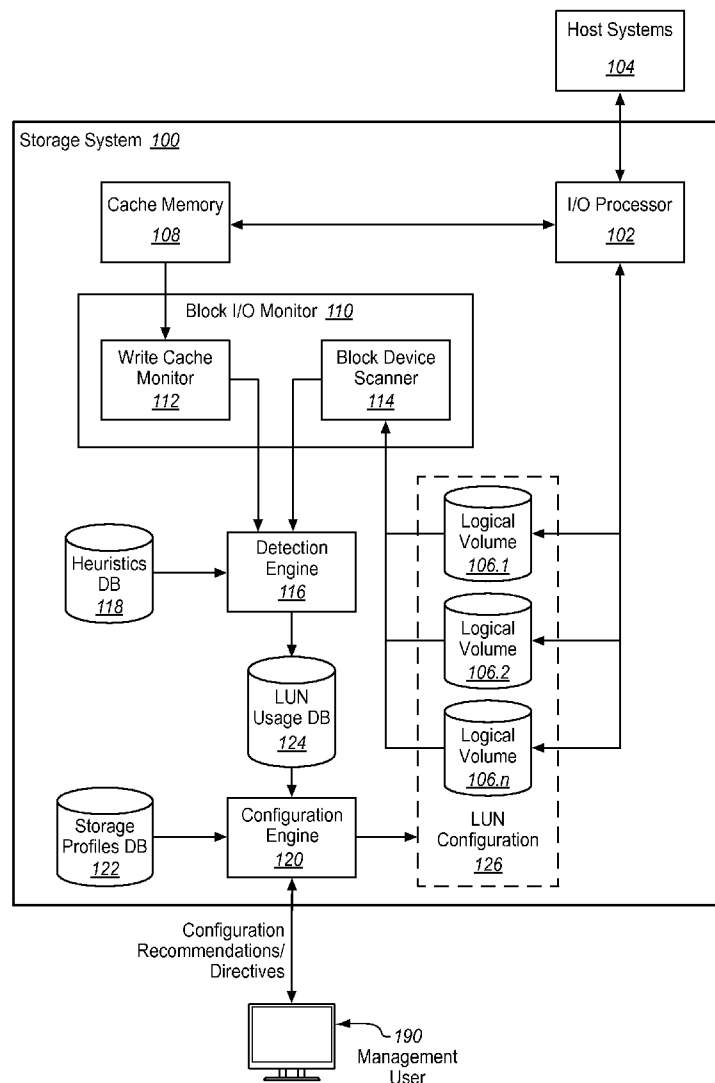 Host Systems
104
Storage System 100
Cache Memory
108
I/O Processor
102
Block I/O Monitor 110
Write Cache
Monitor
112
Block Device
Scanner
114
Logical
Volume
106.1
Heuristics
DB
118
Detection
Engine
116
Logical
Volume
106.2
LUN
Usage DB
124
Logical
Volume
106.n
Storage
Profiles DB
122
Configuration
Engine
120
LUN
Configuration
126
Configuration
Recommendations/
Directives
190
Management
User